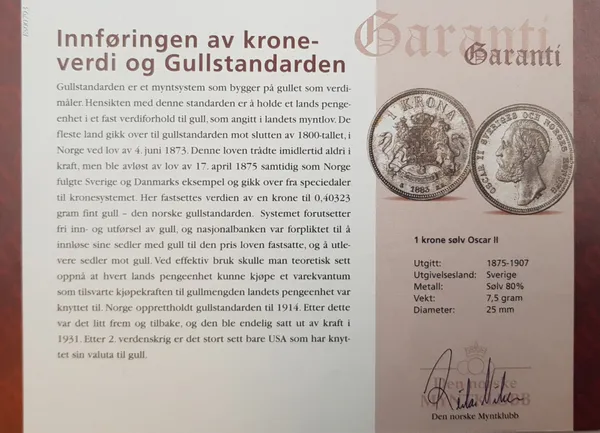 Innføringen av krone-
verdi og Gullstandarden
Gullstandarden er et myntsystem som bygger på gullet som verdi-
måler. Hensikten med denne standarden er å holde et lands penge-
enhet i et fast verdiforhold til gull, som angitt i landets myntlov. De
fleste land gikk over til gullstandarden mot slutten av 1800-tallet, i
Norge ved lov av 4. juni 1873. Denne loven trådte imidlertid aldri i
kraft, men ble avløst av lov av 17. april 1875 samtidig som Norge
fulgte Sverige og Danmarks eksempel og gikk over fra speciedaler
til kronesystemet. Her fastsettes verdien av en krone til 0,40323
gram fint gull – den norske gullstandarden. Systemet forutsetter
fri inn- og utførsel av gull, og nasjonalbanken var forpliktet til å
innløse sine sedler med gull til den pris loven fastsatte, og å utle-
vere sedler mot gull. Ved effektiv bruk skulle man teoretisk sett
oppnå at hvert lands pengeenhet kunne kjøpe et varekvantum
som tilsvarte kjøpekraften til gullmengden landets pengeenhet var
knyttet til. Norge opprettholdt gullstandarden til 1914. Etter dette
var det litt frem og tilbake, og den ble endelig satt ut av kraft i
1931. Etter 2. verdenskrig er det stort sett bare USA som har knyt-
tet sin valuta til gull.
Garanti
Garanti
1 KRONA
1883
OSCAR II SVERIGES OCH NORGES KONUNG
1 krone sølv Oscar II
Utgitt: 1875-1907
Utgivelsesland: Sverige
Metall: Sølv 80%
Vekt: 7,5 gram
Diameter: 25 mm
Den norske
Den norske Myntklubb